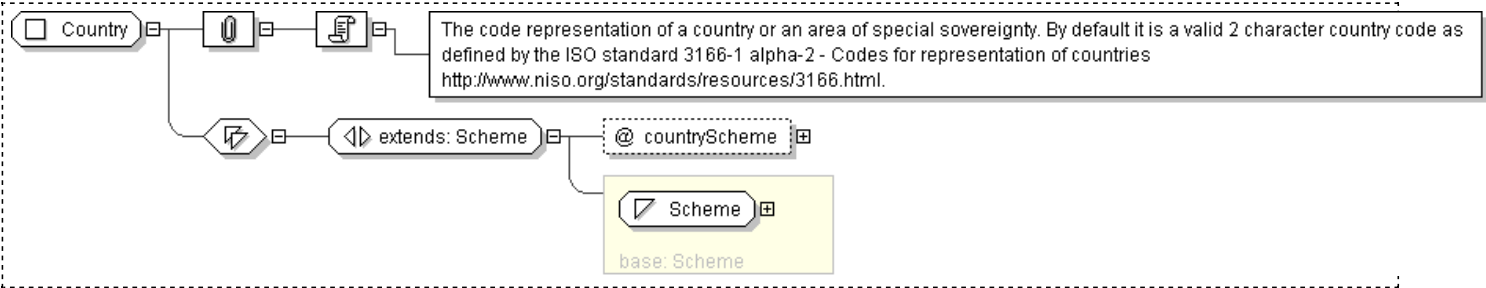 Country
The code representation of a country or an area of special sovereignty. By default it is a valid 2 character country code as
defined by the ISO standard 3166-1 alpha-2 - Codes for representation of countries
http://www.niso.org/standards/resources/3166.html.
extends: Scheme
@ countryScheme
Scheme
base: Scheme